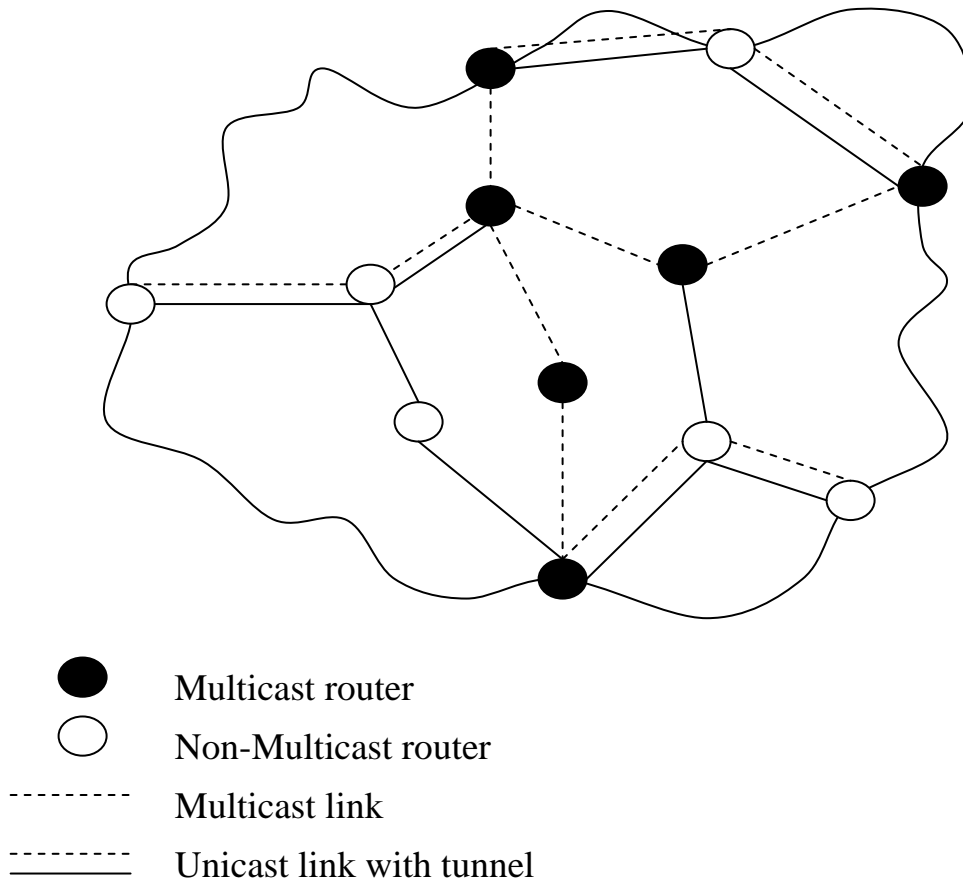 Multicast router
Non-Multicast router
Multicast link
Unicast link with tunnel